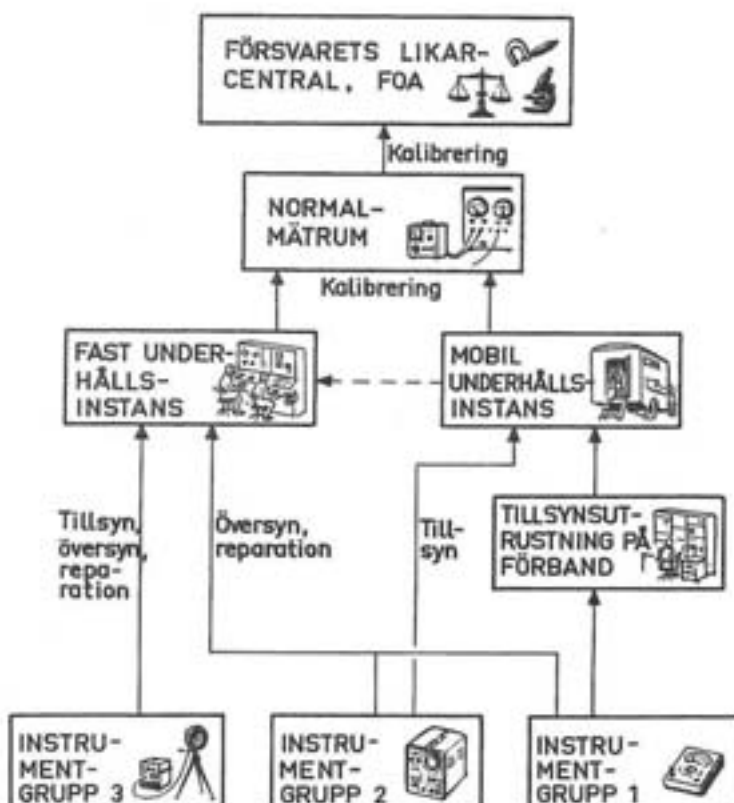 FÖRSVARETS LIKAR-
CENTRAL, FOA
Kalibrering
NORMAL-
MÄTRUM
Kalibrering
FAST UNDER-
HÅLLS-
INSTANS
MOBIL
UNDERHÅLLS-
INSTANS
Tillsyn,
översyn,
repa-
ration
Översyn,
reparation
Till-
syn
TILLSYNSUT-
RUSTNING PÅ
FÖRBAND
INSTRU-
MENT-
GRUPP 3
INSTRU-
MENT-
GRUPP 2
INSTRU-
MENT-
GRUPP 1